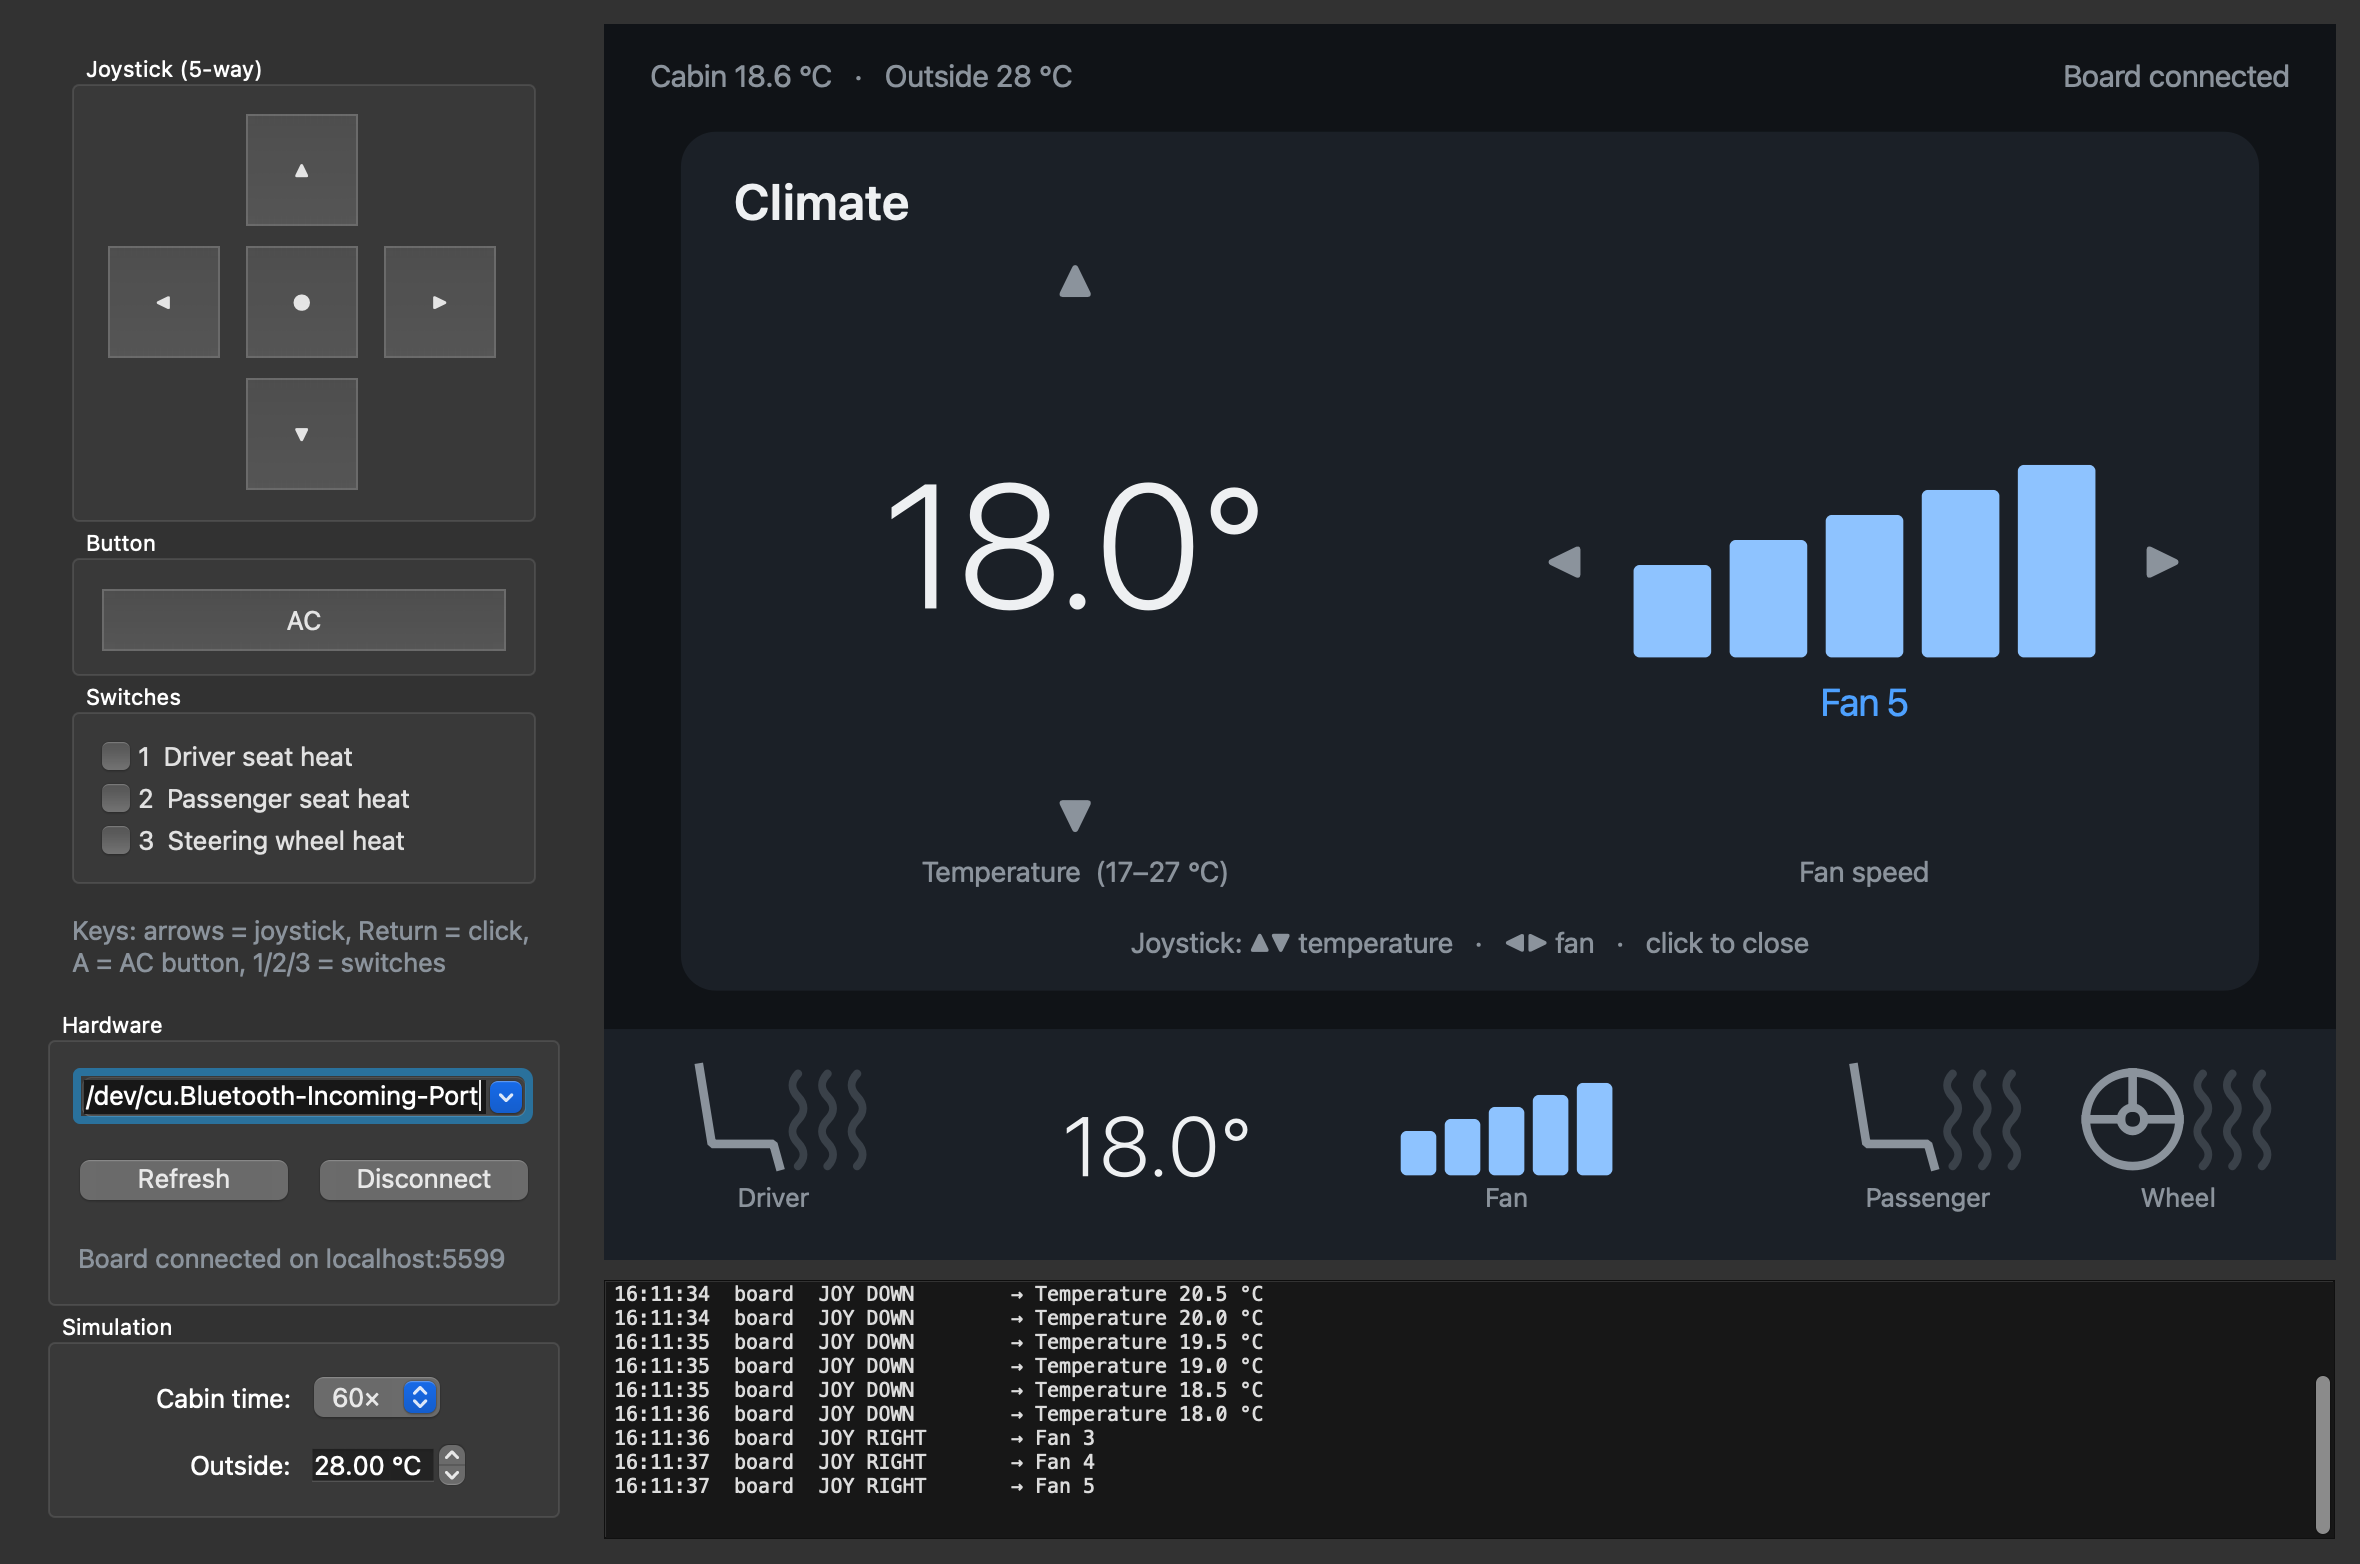 Joystick (5-way)
▲
◀ ● ▶
▼
Button
AC
Switches
1 Driver seat heat
2 Passenger seat heat
3 Steering wheel heat
Keys: arrows = joystick, Return = click,
A = AC button, 1/2/3 = switches
Hardware
/dev/cu.Bluetooth-Incoming-Port
Refresh Disconnect
Board connected on localhost:5599
Simulation
Cabin time: 60×
Outside: 28.00 °C
Cabin 18.6 °C · Outside 28 °C
Board connected
Climate
▲
18.0°
◀ ▶
Fan 5
▼
Temperature (17–27 °C)
Fan speed
Joystick: ▲▼ temperature · ◀▶ fan · click to close
Driver
18.0°
Fan
Passenger
Wheel
16:11:34 board JOY DOWN → Temperature 20.5 °C
16:11:34 board JOY DOWN → Temperature 20.0 °C
16:11:35 board JOY DOWN → Temperature 19.5 °C
16:11:35 board JOY DOWN → Temperature 19.0 °C
16:11:35 board JOY DOWN → Temperature 18.5 °C
16:11:36 board JOY DOWN → Temperature 18.0 °C
16:11:36 board JOY RIGHT → Fan 3
16:11:37 board JOY RIGHT → Fan 4
16:11:37 board JOY RIGHT → Fan 5